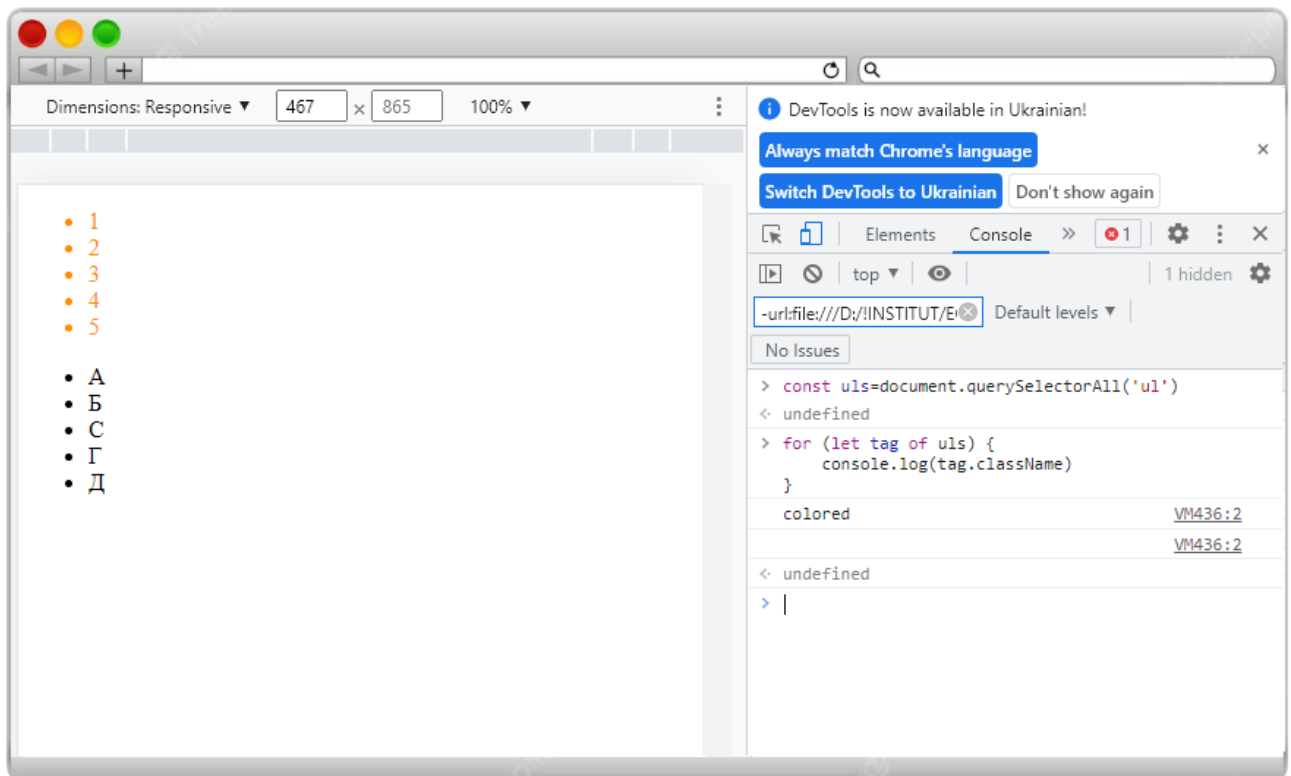 Dimensions: Responsive ▼ 467 × 865 100% ▼
• 1
• 2
• 3
• 4
• 5
• А
• Б
• С
• Г
• Д
DevTools is now available in Ukrainian!
Always match Chrome's language
Switch DevTools to Ukrainian Don't show again
Elements Console » 1
top ▼ 1 hidden
-url:file:///D:/!INSTITUT/E Default levels ▼
No Issues
> const uls=document.querySelectorAll('ul')
undefined
> for (let tag of uls) {
console.log(tag.className)
}
colored VM436:2
VM436:2
undefined
>